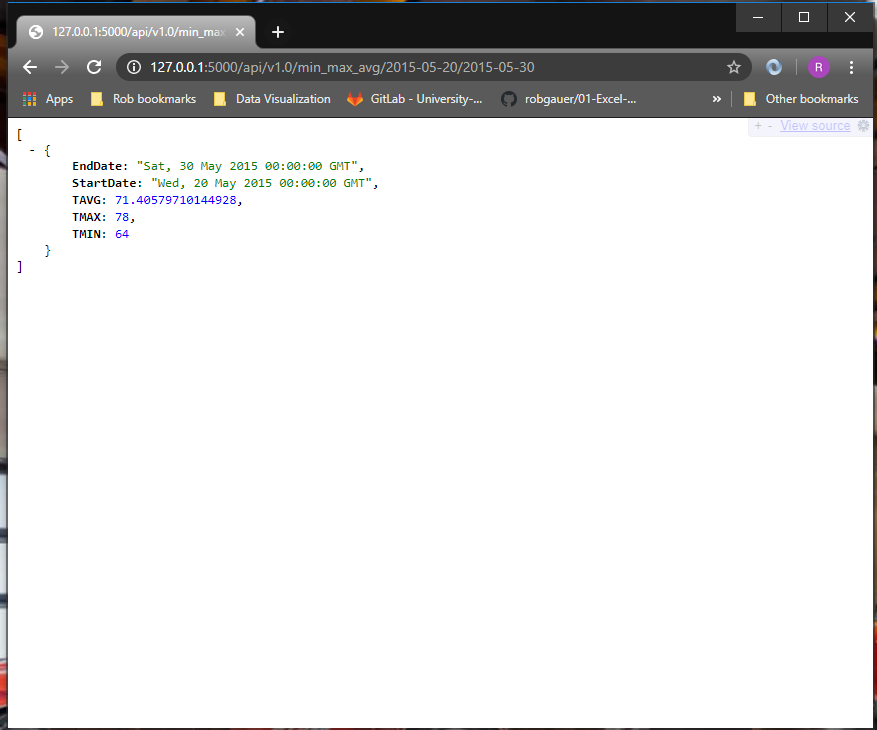 127.0.0.1:5000/api/v1.0/min_max
127.0.0.1:5000/api/v1.0/min_max_avg/2015-05-20/2015-05-30
R
Apps Rob bookmarks Data Visualization GitLab - University-... robgauer/01-Excel-... » Other bookmarks
+ - View source
[
- {
EndDate: "Sat, 30 May 2015 00:00:00 GMT",
StartDate: "Wed, 20 May 2015 00:00:00 GMT",
TAVG: 71.40579710144928,
TMAX: 78,
TMIN: 64
}
]